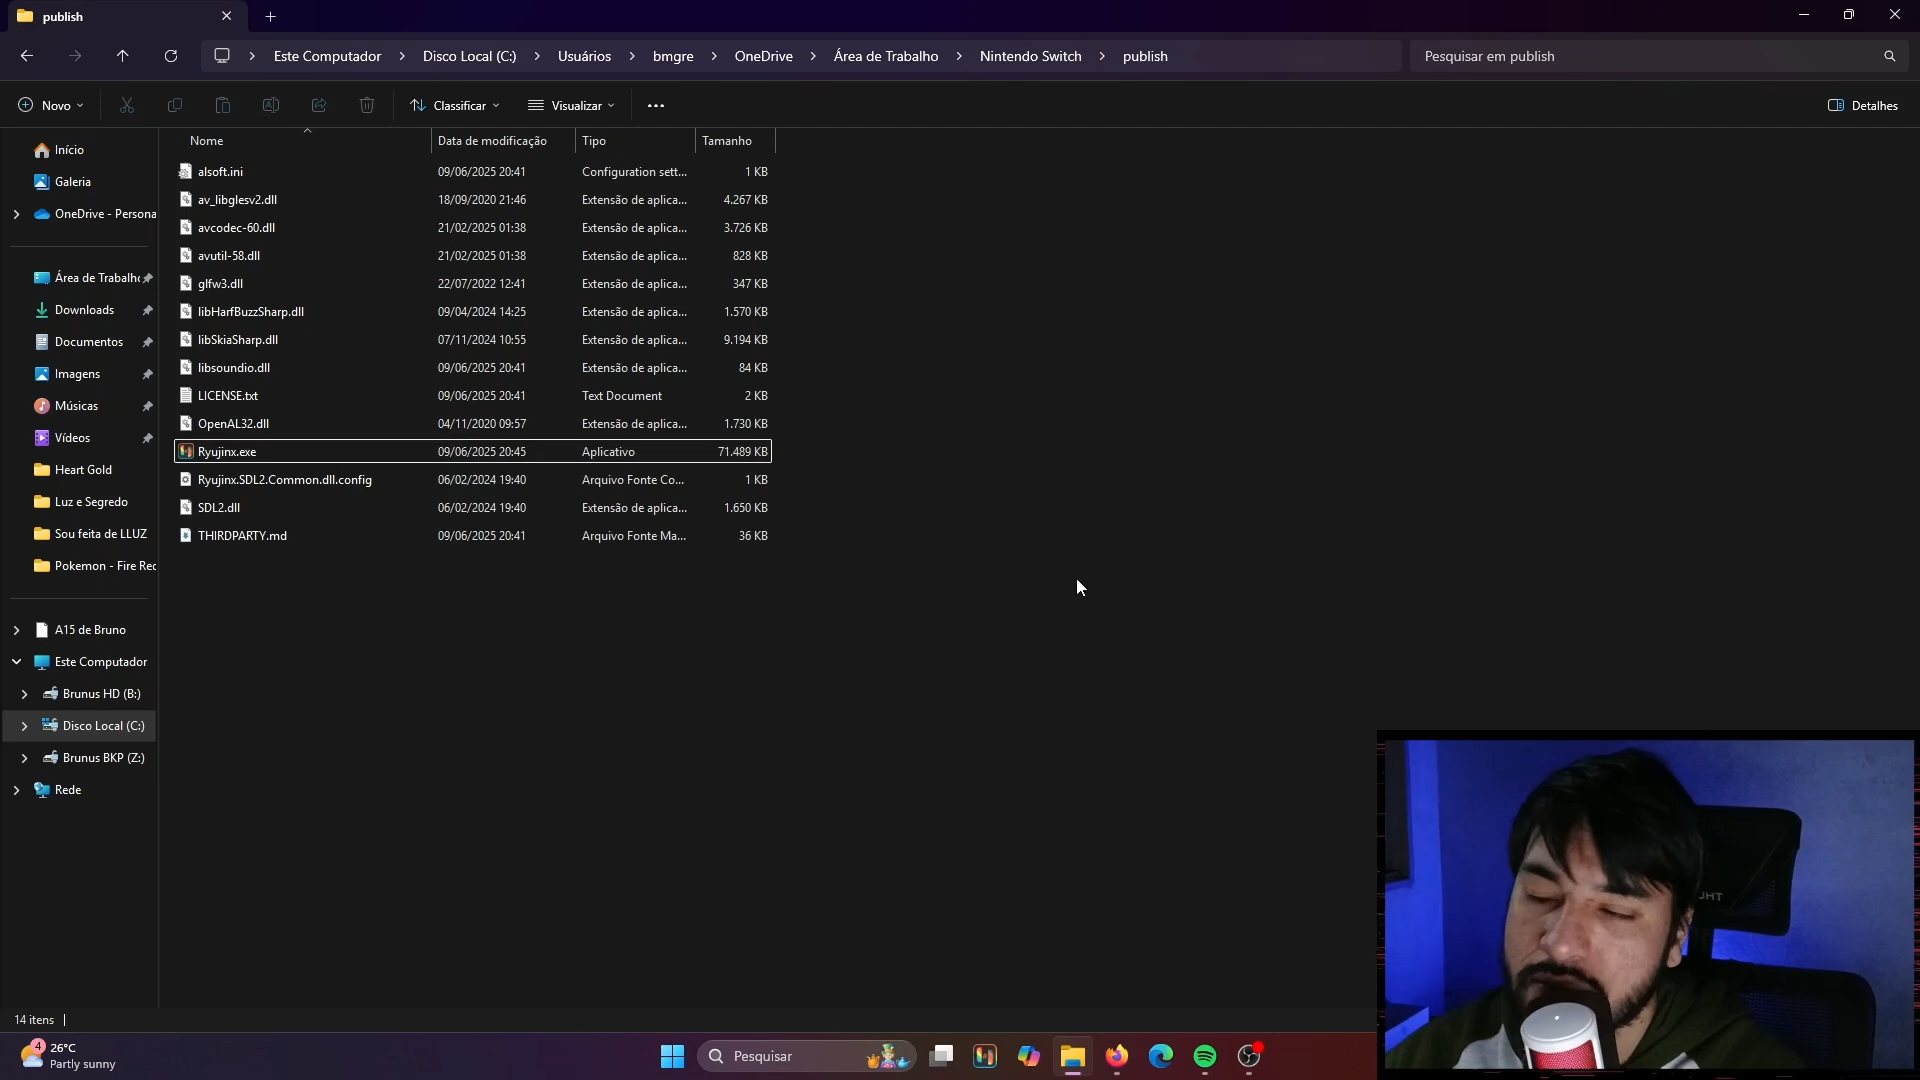 publish
Este Computador > Disco Local (C:) > Usuários > bmgre > OneDrive > Área de Trabalho > Nintendo Switch > publish
Pesquisar em publish
Novo
Classificar
Visualizar
Detalhes
Início
Galeria
OneDrive - Persona
Área de Trabalho
Downloads
Documentos
Imagens
Músicas
Vídeos
Heart Gold
Luz e Segredo
Sou feita de LLUZ
Pokemon - Fire Rec
A15 de Bruno
Este Computador
Brunus HD (B:)
Disco Local (C:)
Brunus BKP (Z:)
Rede
Nome Data de modificação Tipo Tamanho
alsoft.ini 09/06/2025 20:41 Configuration sett... 1 KB
av_libglesv2.dll 18/09/2020 21:46 Extensão de aplica... 4.267 KB
avcodec-60.dll 21/02/2025 01:38 Extensão de aplica... 3.726 KB
avutil-58.dll 21/02/2025 01:38 Extensão de aplica... 828 KB
glfw3.dll 22/07/2022 12:41 Extensão de aplica... 347 KB
libHarfBuzzSharp.dll 09/04/2024 14:25 Extensão de aplica... 1.570 KB
libSkiaSharp.dll 07/11/2024 10:55 Extensão de aplica... 9.194 KB
libsoundio.dll 09/06/2025 20:41 Extensão de aplica... 84 KB
LICENSE.txt 09/06/2025 20:41 Text Document 2 KB
OpenAL32.dll 04/11/2020 09:57 Extensão de aplica... 1.730 KB
Ryujinx.exe 09/06/2025 20:45 Aplicativo 71.489 KB
Ryujinx.SDL2.Common.dll.config 06/02/2024 19:40 Arquivo Fonte Co... 1 KB
SDL2.dll 06/02/2024 19:40 Extensão de aplica... 1.650 KB
THIRDPARTY.md 09/06/2025 20:41 Arquivo Fonte Ma... 36 KB
14 itens
4
26°C
Partly sunny
Pesquisar